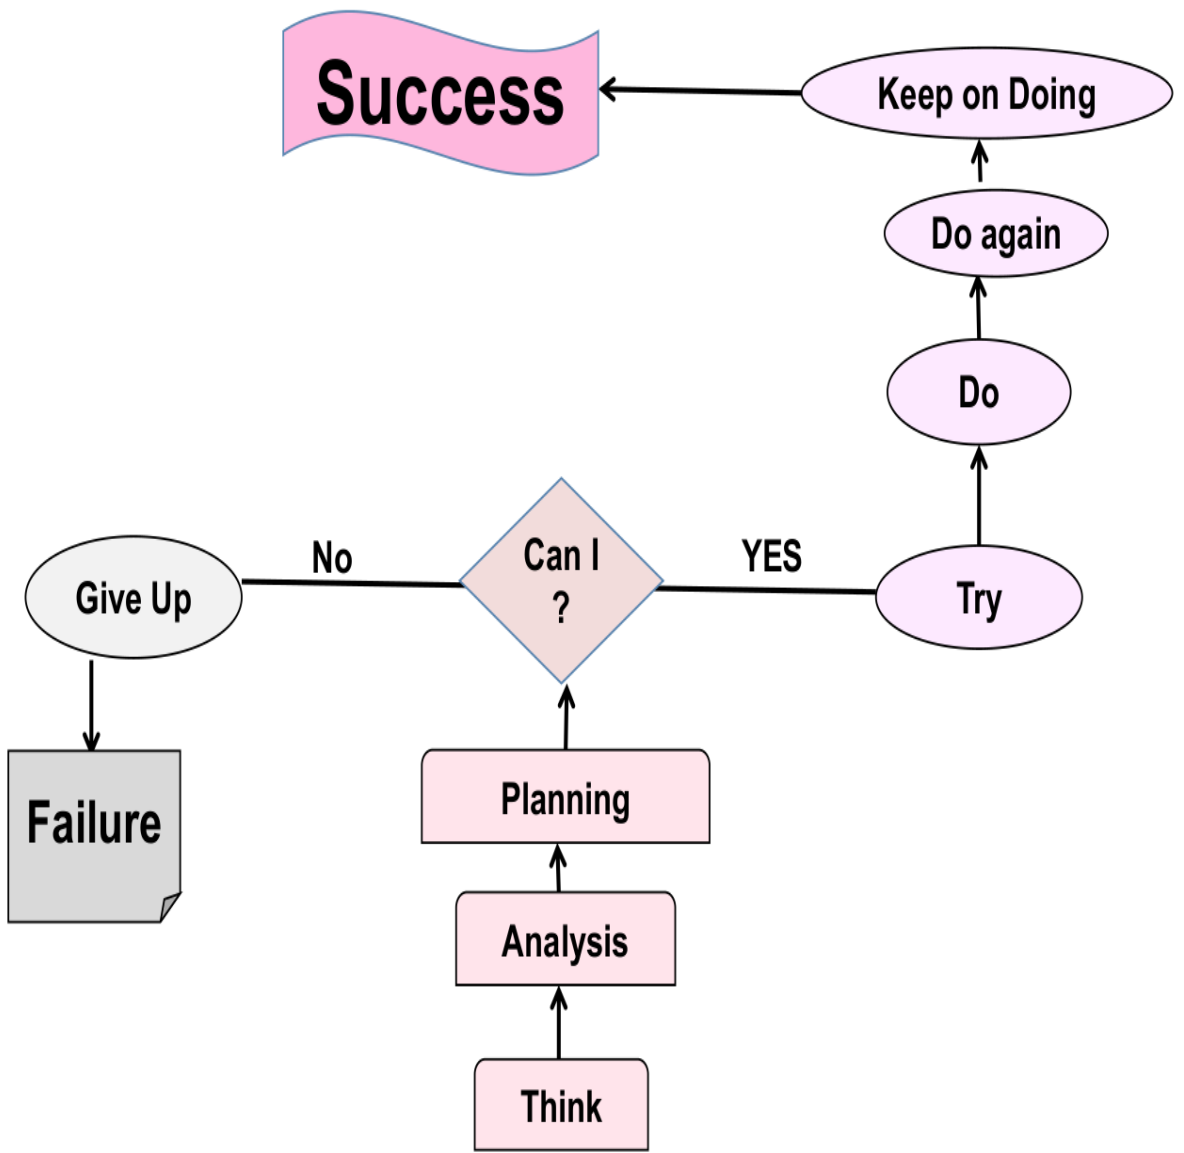 Success
Keep on Doing
Do again
Do
No
Can I
?
YES
Give Up
Try
Failure
Planning
Analysis
Think